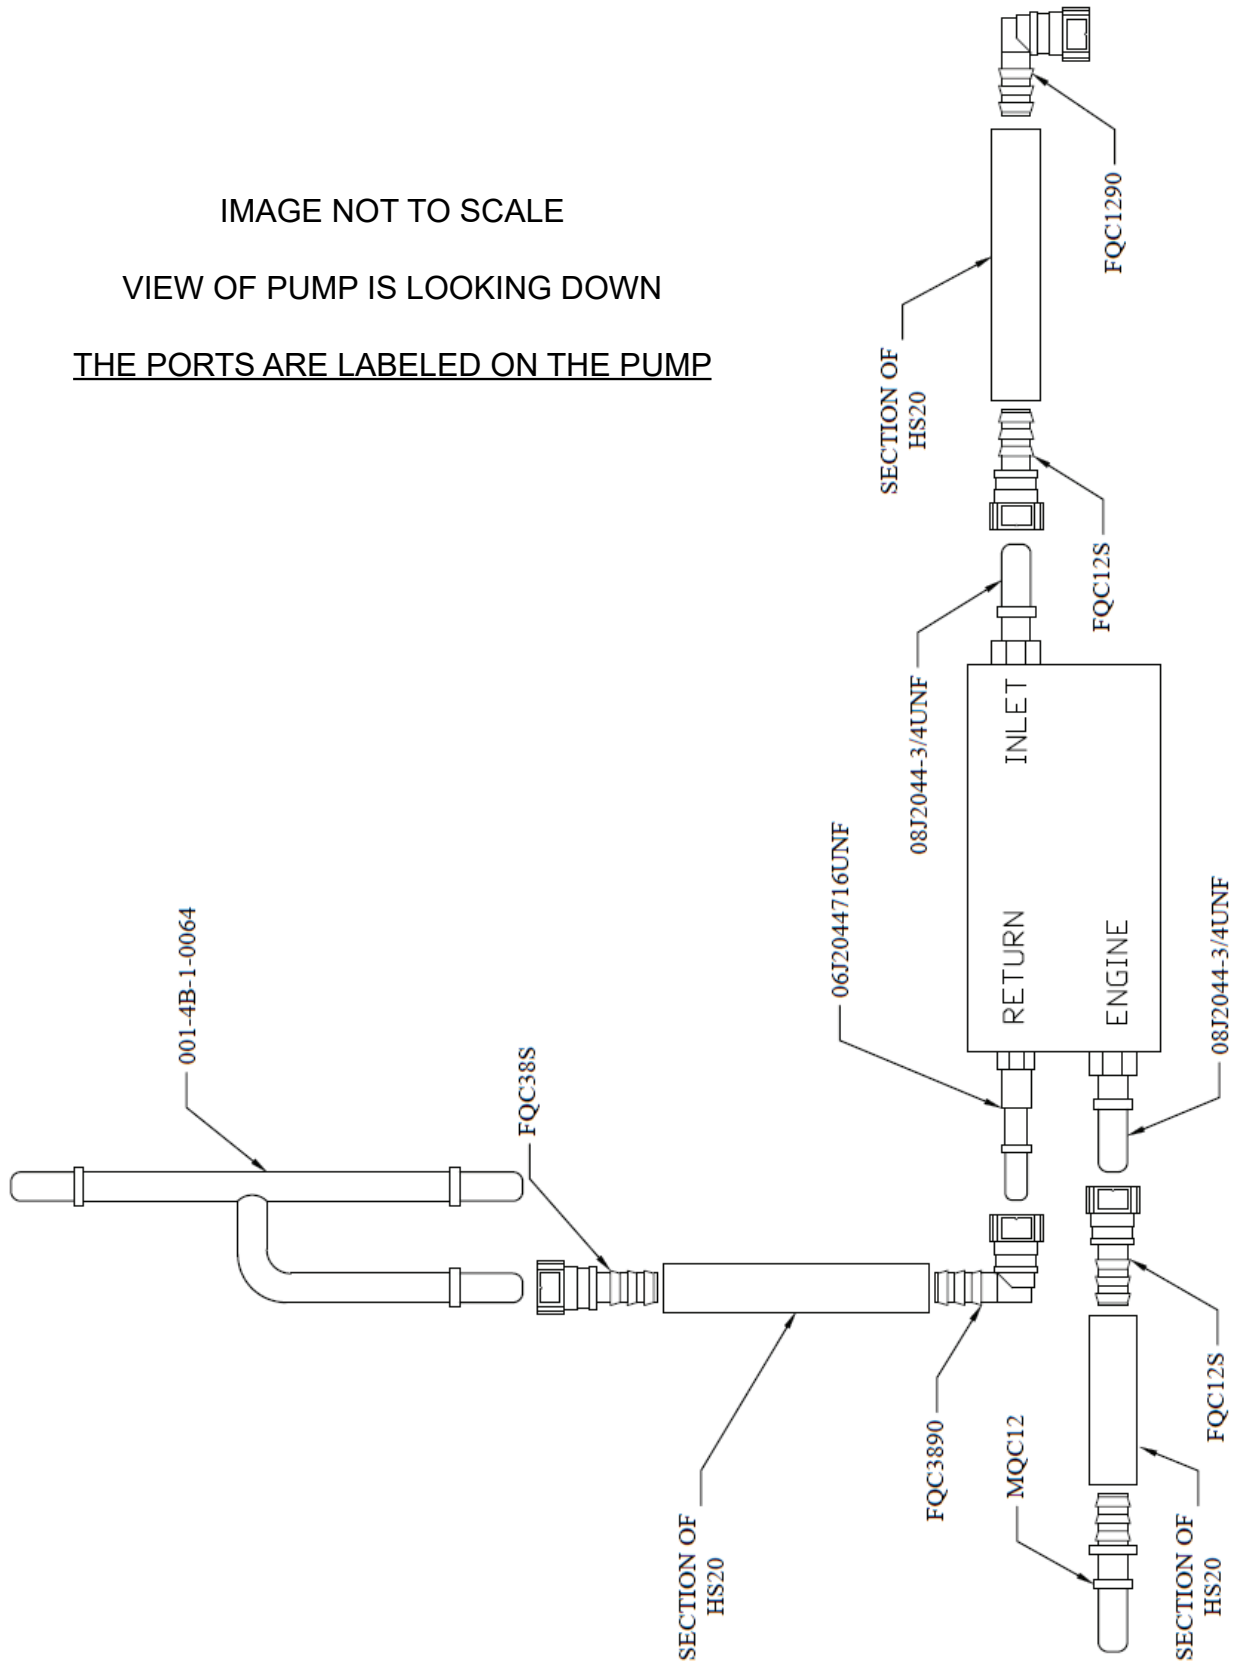 IMAGE NOT TO SCALE
VIEW OF PUMP IS LOOKING DOWN
THE PORTS ARE LABELED ON THE PUMP
FQC1290
SECTION OF
HS20
FQC12S
08J2044-3/4UNF
INLET
06J2044716UNF
RETURN
ENGINE
08J2044-3/4UNF
001-4B-1-0064
FQC38S
SECTION OF
HS20
FQC3890
MQC12
FQC12S
SECTION OF
HS20